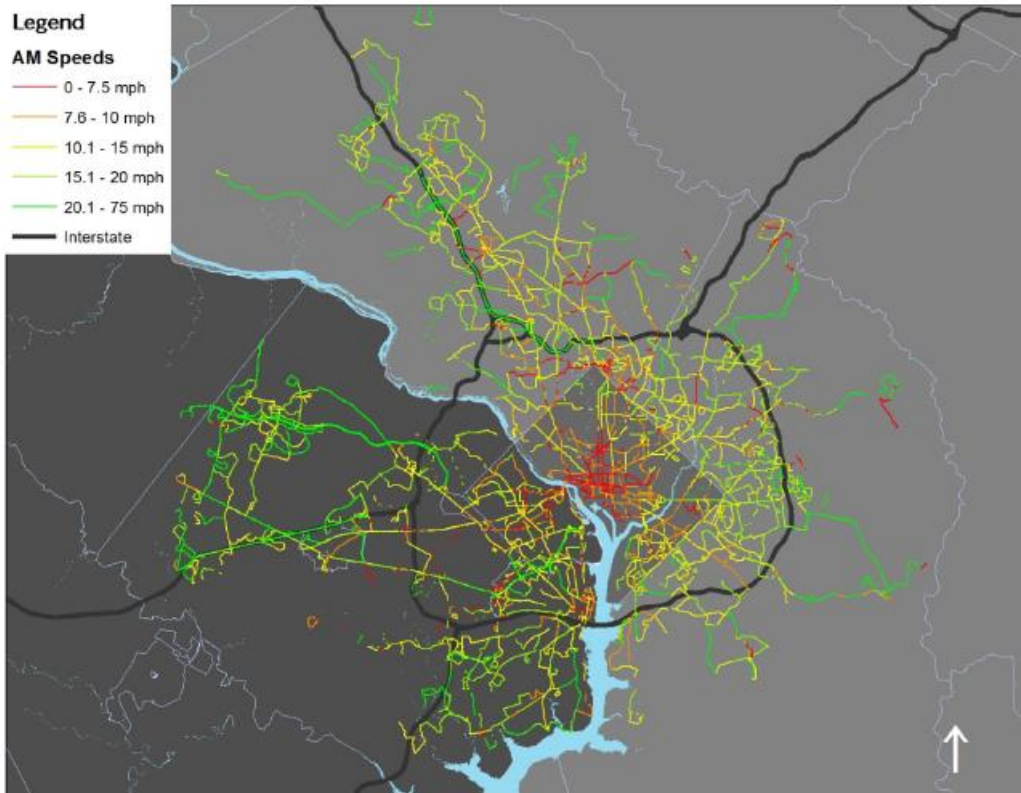 Legend
AM Speeds
0 - 7.5 mph
7.6 - 10 mph
10.1 - 15 mph
15.1 - 20 mph
20.1 - 75 mph
Interstate